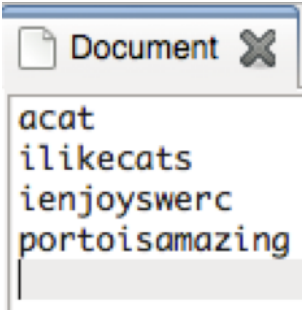 Document
acat
ilikecats
ienjoyswerc
portoisamazing